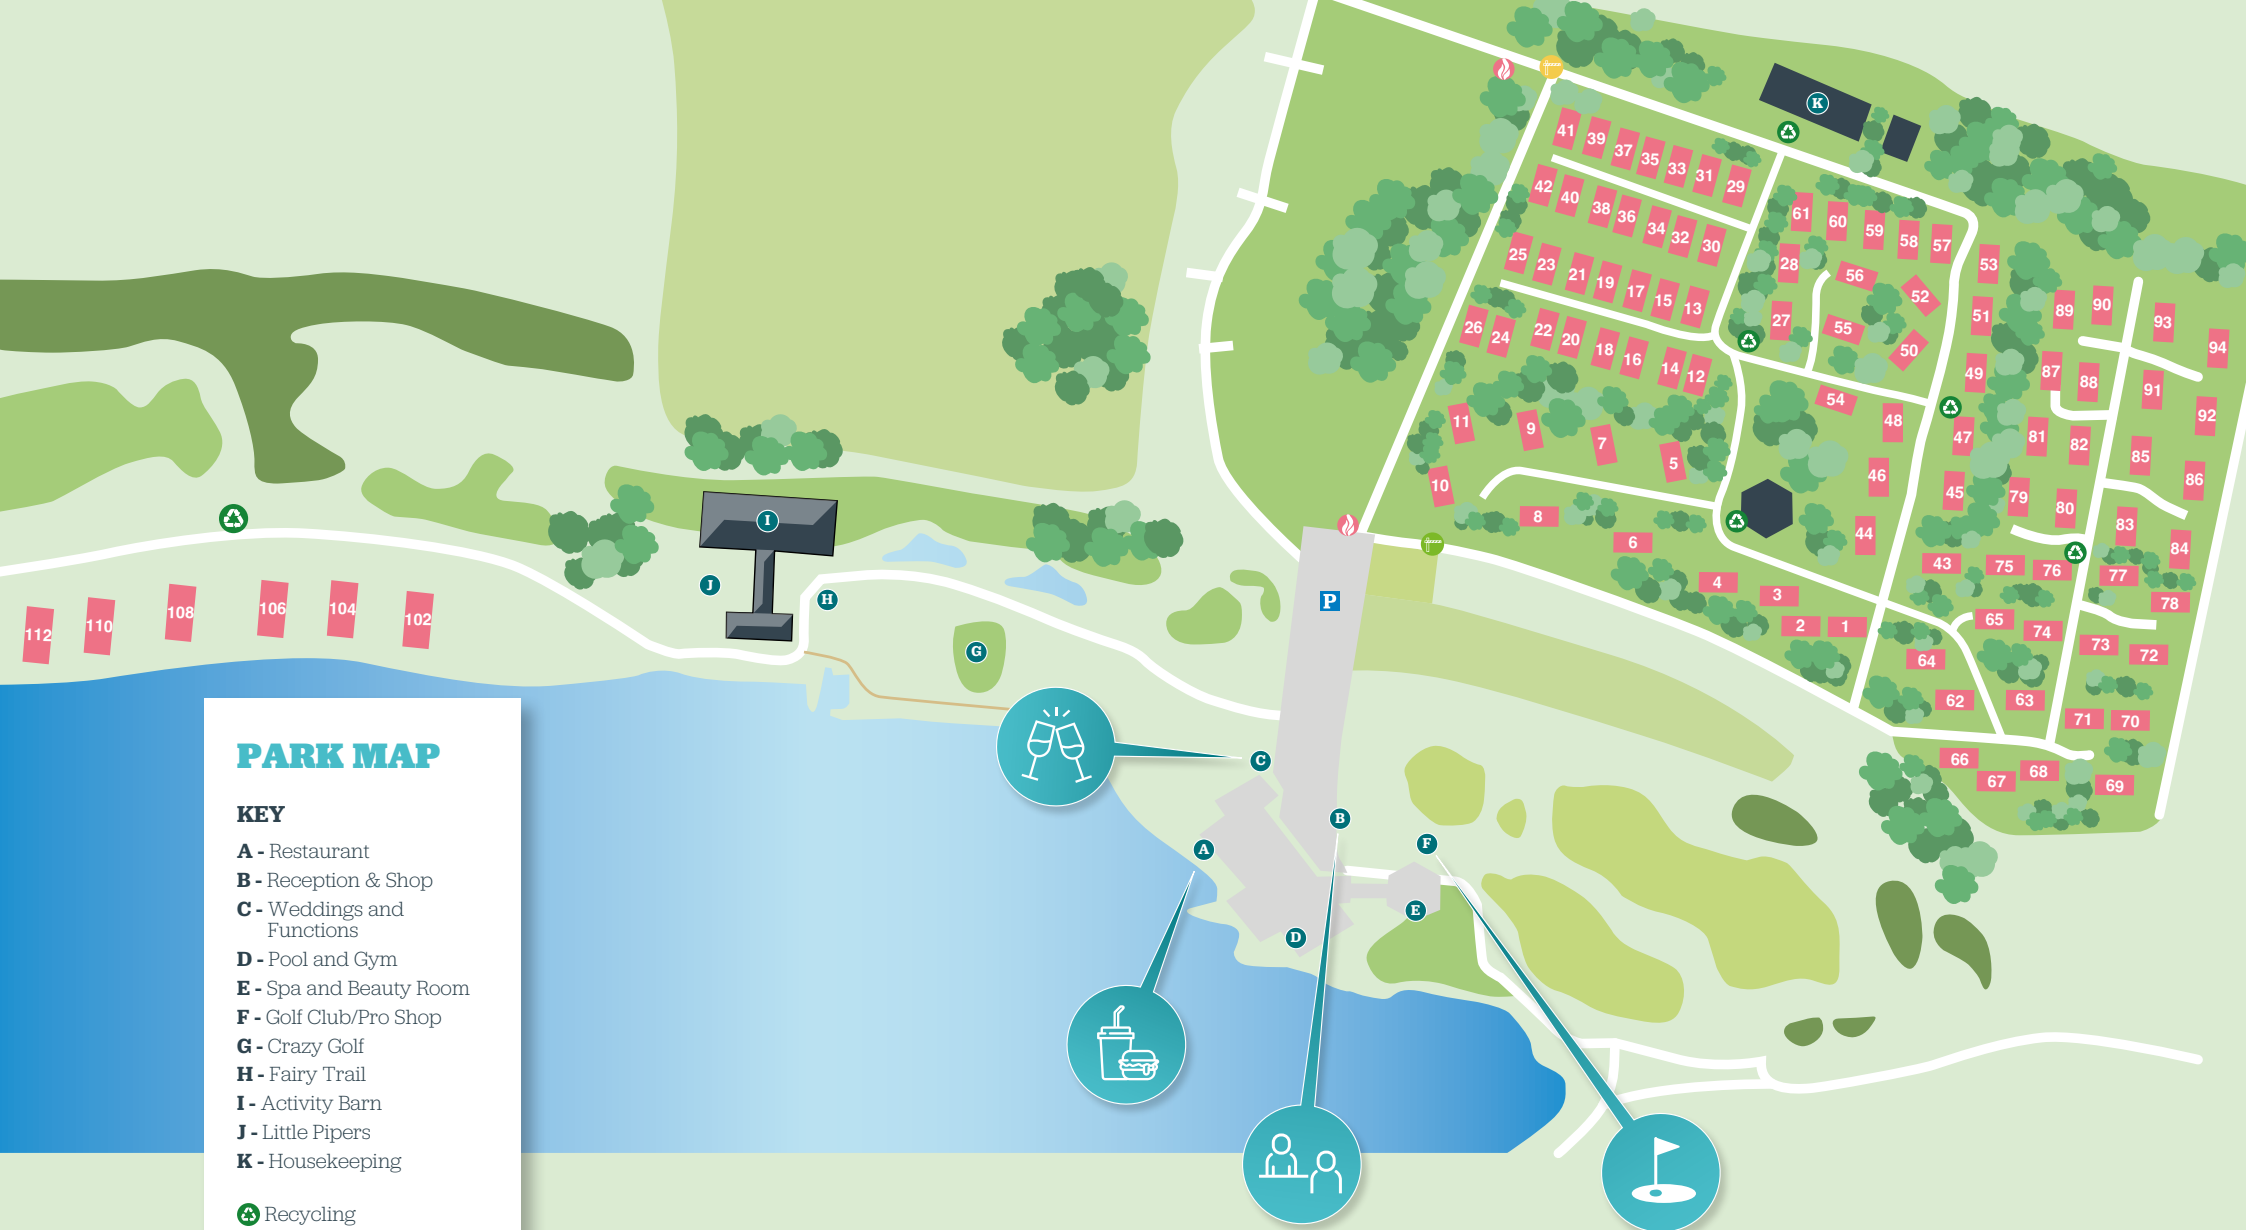 K
41 39 37 35 33 31 29
42 40 38 36 34 32 30
61 60 59 58 57
25 23 21 19 17 15 13
28 56 52 53
26 24 22 20 18 16 14 12
27 55 50 51
89 90 93 94
49 87 88 91 92
54 48 47 81 82 85 86
11 9 7 5
10 8 6
46 45 79 80 83 84
44 43 75 76 77 78
4 3 2 1
65 74 73 72
64 62 63 71 70
66 67 68 69
I
J
H
112 110 108 106 104 102
G
P
C
B
A
F
E
D
PARK MAP
KEY
A - Restaurant
B - Reception & Shop
C - Weddings and
Functions
D - Pool and Gym
E - Spa and Beauty Room
F - Golf Club/Pro Shop
G - Crazy Golf
H - Fairy Trail
I - Activity Barn
J - Little Pipers
K - Housekeeping
Recycling